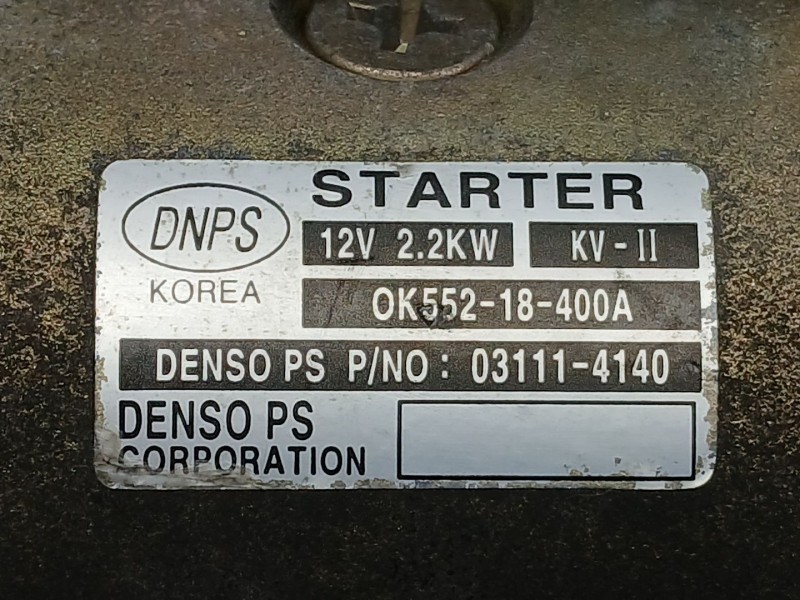 STARTER
DNPS
12V 2.2KW KV-II
KOREA
OK552-18-400A
DENSO PS P/NO: 03111-4140
DENSO PS
CORPORATION